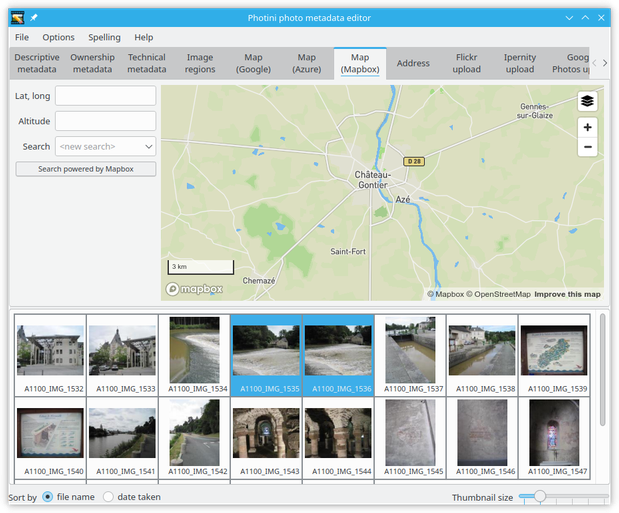 Photini photo metadata editor
File Options Spelling Help
Descriptive metadata
Ownership metadata
Technical metadata
Image regions
Map (Google)
Map (Azure)
Map (Mapbox)
Address
Flickr upload
Ipernity upload
Goog
Photos u
Lat, long
Altitude
Search <new search>
Search powered by Mapbox
Gennes-
sur-Glaize
D 28
Château-
Gontier
Azé
Saint-Fort
Chemazé
3 km
mapbox
© Mapbox © OpenStreetMap Improve this map
A1100_IMG_1532 A1100_IMG_1533 A1100_IMG_1534 A1100_IMG_1535 A1100_IMG_1536 A1100_IMG_1537 A1100_IMG_1538 A1100_IMG_1539
A1100_IMG_1540 A1100_IMG_1541 A1100_IMG_1542 A1100_IMG_1543 A1100_IMG_1544 A1100_IMG_1545 A1100_IMG_1546 A1100_IMG_1547
Sort by file name date taken Thumbnail size